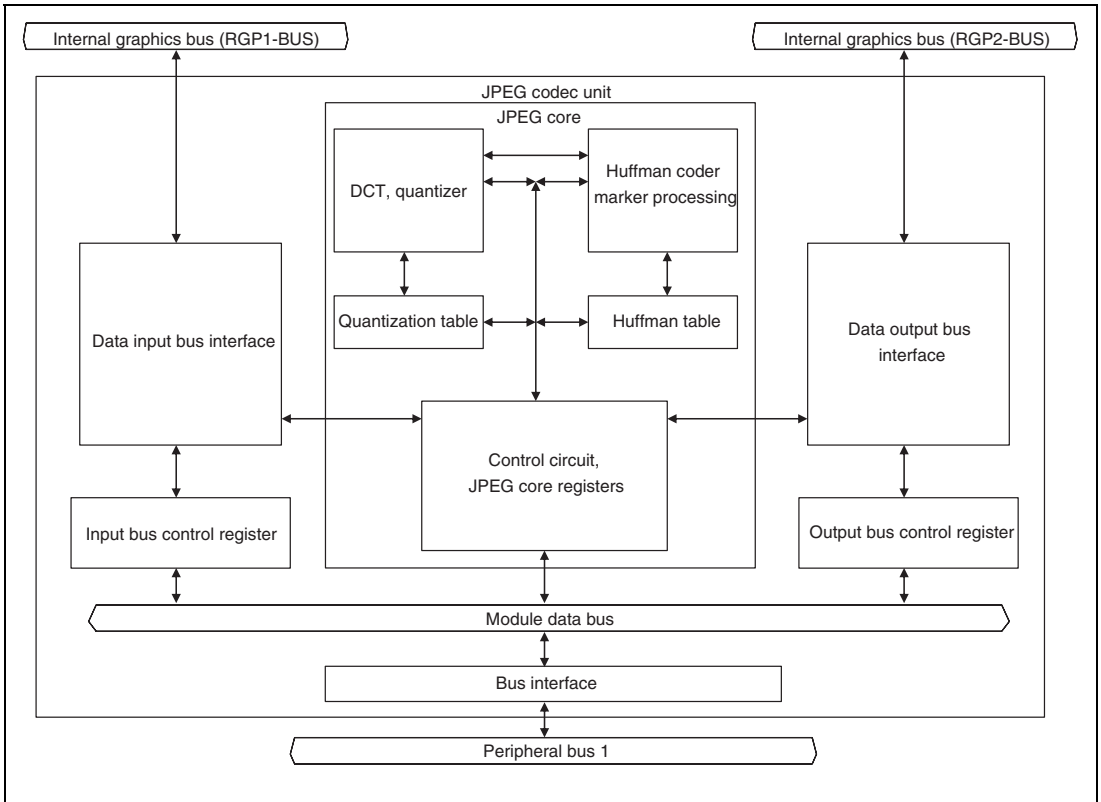 Internal graphics bus (RGP1-BUS)
Internal graphics bus (RGP2-BUS)
JPEG codec unit
JPEG core
DCT, quantizer
Huffman coder
marker processing
Quantization table
Huffman table
Data input bus interface
Data output bus
interface
Control circuit,
JPEG core registers
Input bus control register
Output bus control register
Module data bus
Bus interface
Peripheral bus 1